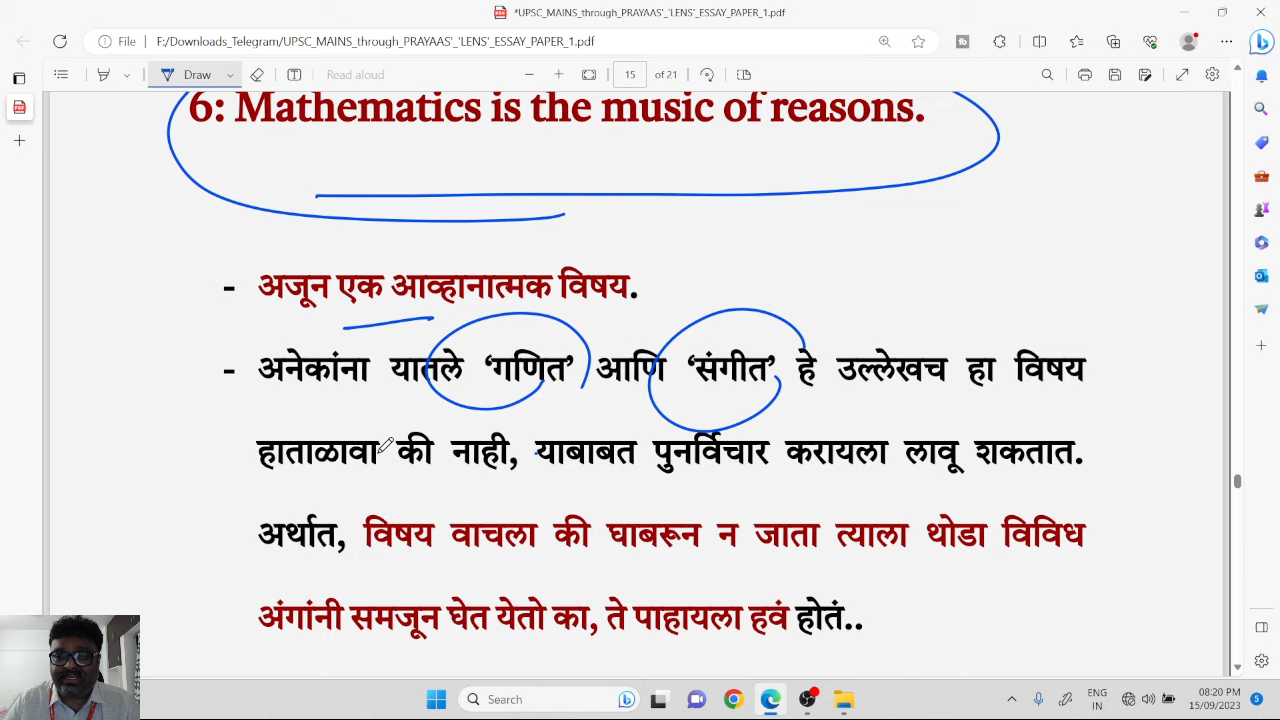 *UPSC_MAINS_through_PRAYAAS'_'LENS'_ESSAY_PAPER_1.pdf
File F:/Downloads_Telegram/UPSC_MAINS_through_PRAYAAS'_'LENS'_ESSAY_PAPER_1.pdf
Draw Read aloud 15 of 21
6: Mathematics is the music of reasons.
- अजून एक आव्हानात्मक विषय.
- अनेकांना यातले ‘गणित’ आणि ‘संगीत’ हे उल्लेखच हा विषय
हाताळावा की नाही, याबाबत पुनर्विचार करायला लावू शकतात.
अर्थात, विषय वाचला की घाबरून न जाता त्याला थोडा विविध
अंगांनी समजून घेत येतो का, ते पाहायला हवं होतं..
Search ENG 08:20 PM
IN 15/09/2023 5